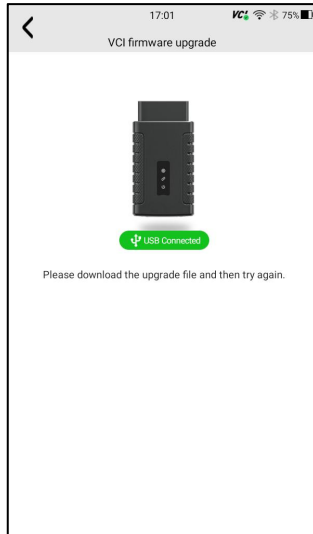 17:01 VC 75%
VCI firmware upgrade
USB Connected
Please download the upgrade file and then try again.